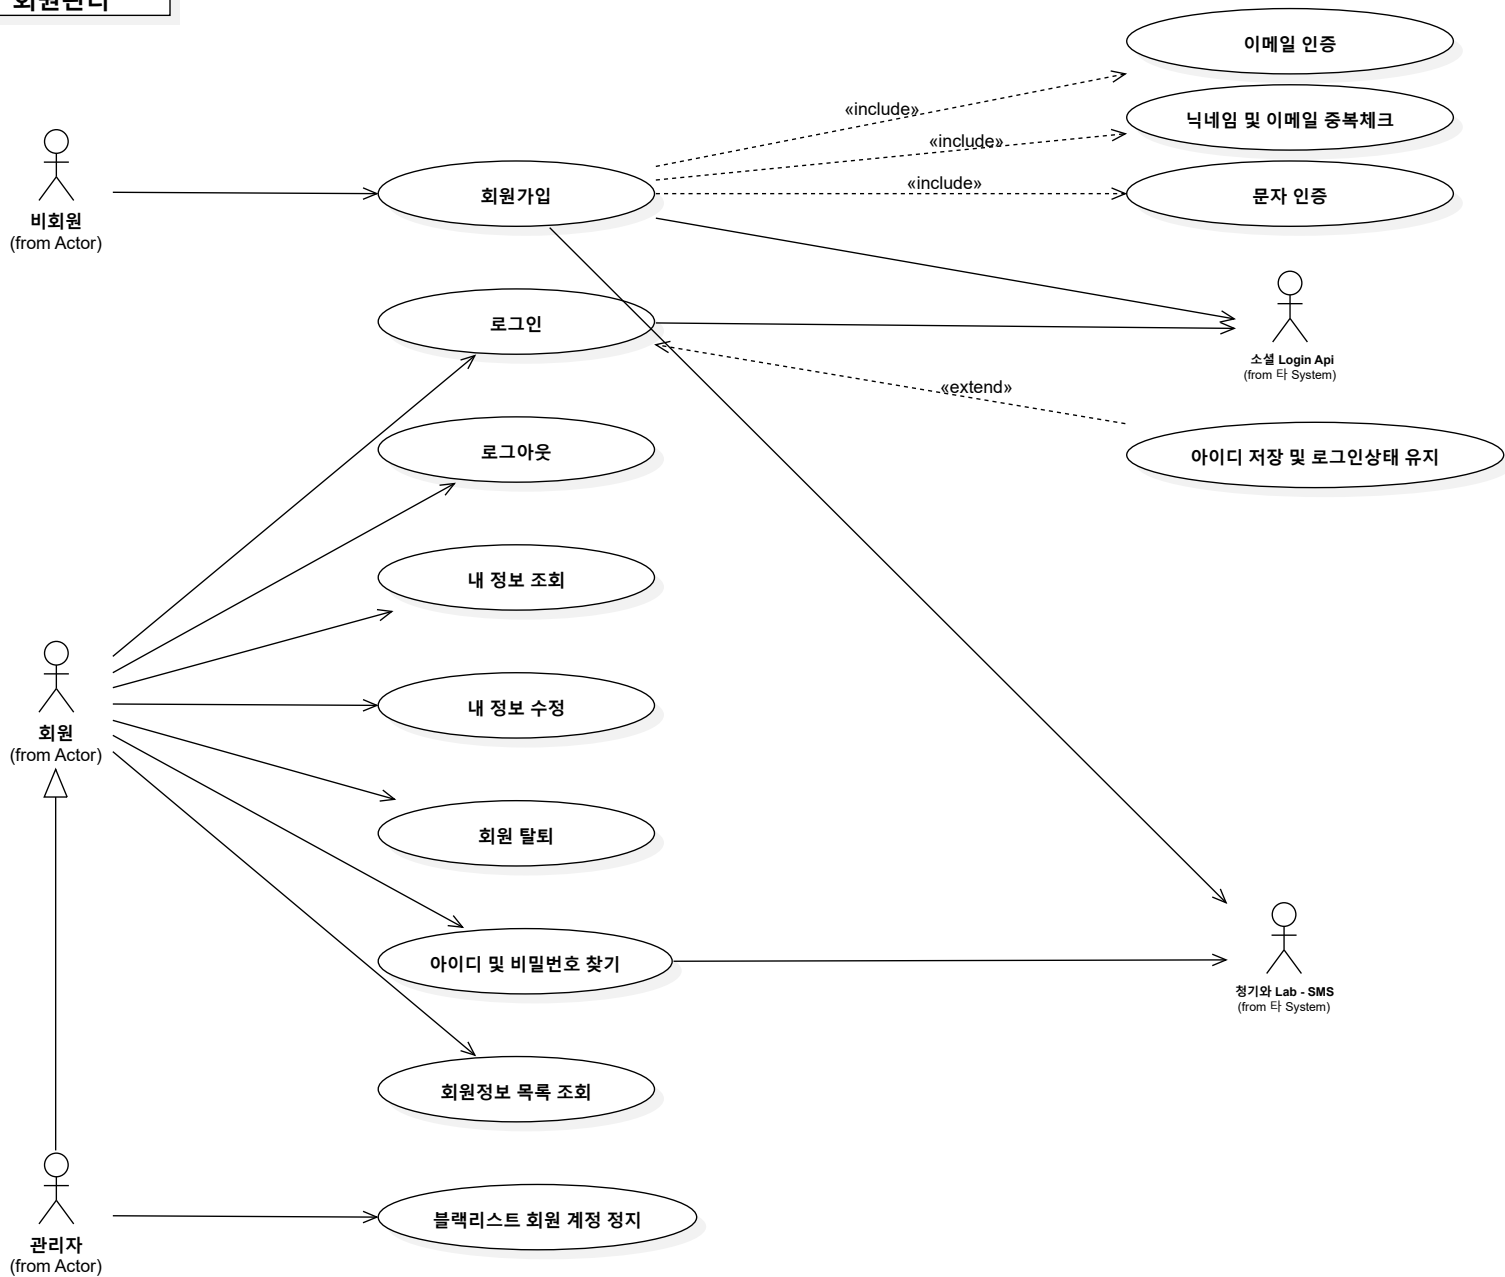 회원관리
이메일 인증
«include»
닉네임 및 이메일 중복체크
«include»
«include»
회원가입
문자 인증
비회원
(from Actor)
로그인
소셜 Login Api
(from 타 System)
«extend»
로그아웃
아이디 저장 및 로그인상태 유지
내 정보 조회
내 정보 수정
회원
(from Actor)
회원 탈퇴
아이디 및 비밀번호 찾기
청기와 Lab - SMS
(from 타 System)
회원정보 목록 조회
블랙리스트 회원 계정 정지
관리자
(from Actor)